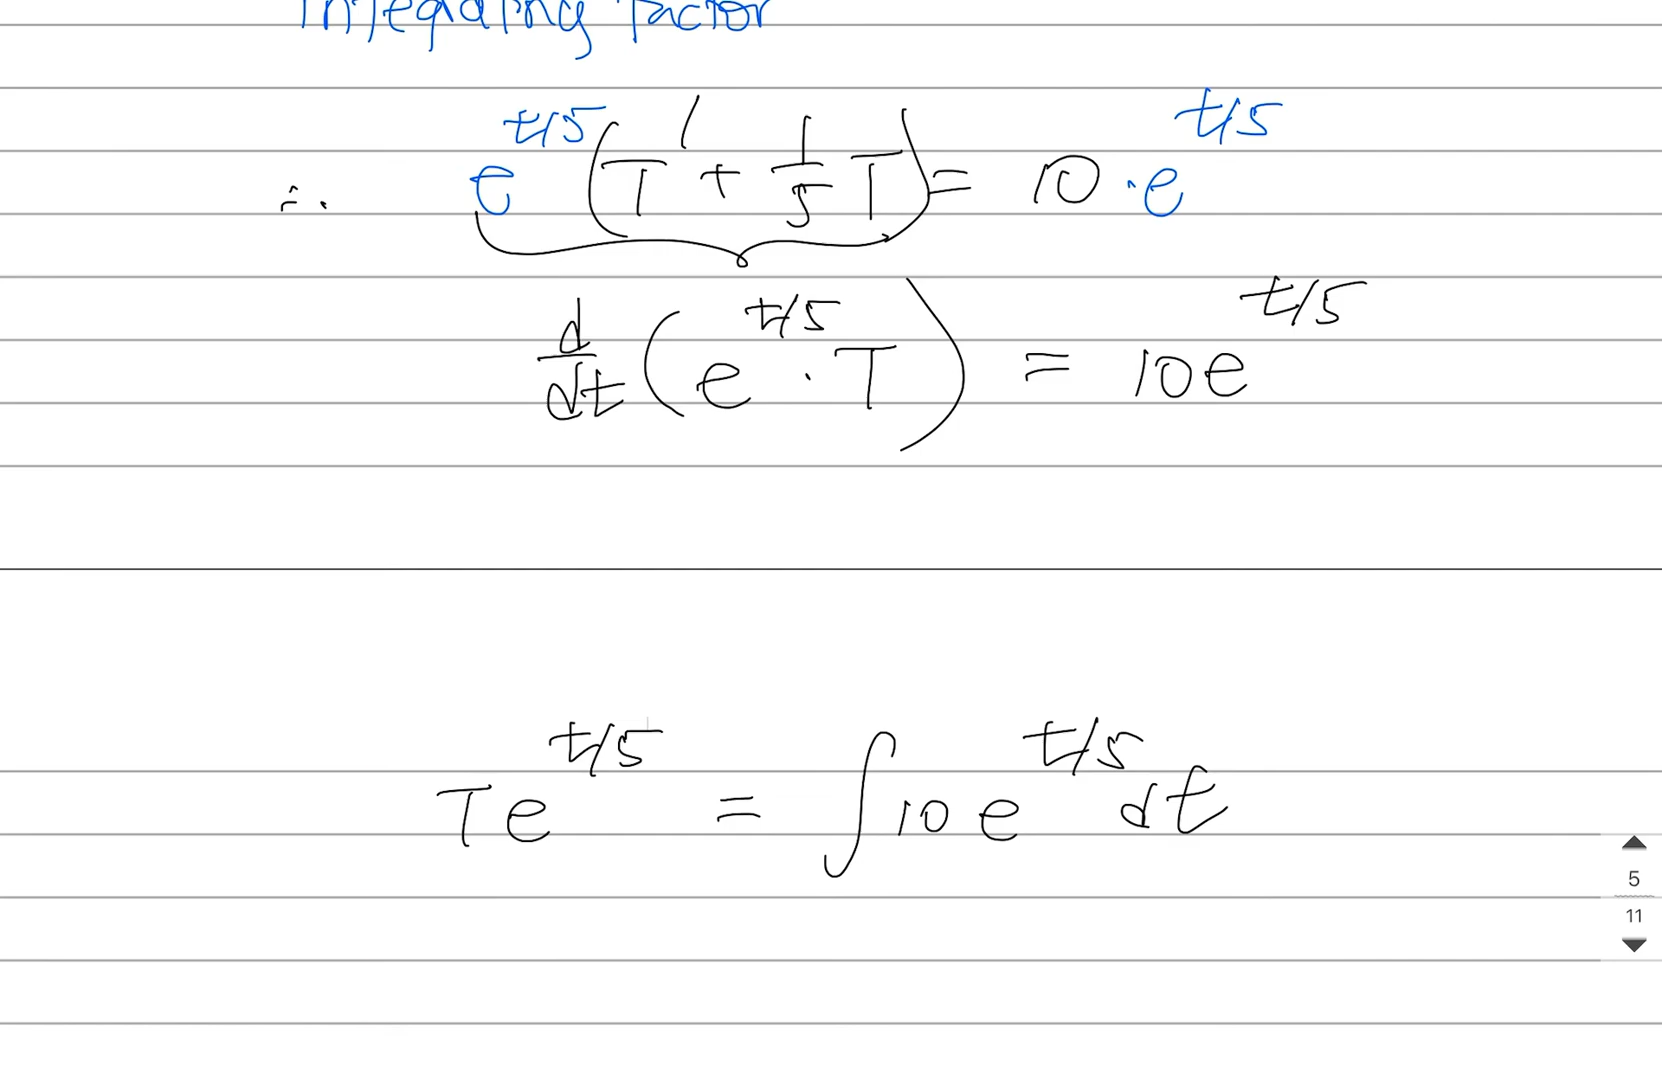 Integrating factor
∴ e^{t/5} (T' + 1/5 T) = 10 · e^{t/5}
d/dt (e^{t/5} · T) = 10e^{t/5}
Te^{t/5} = ∫10e^{t/5} dt
5
11